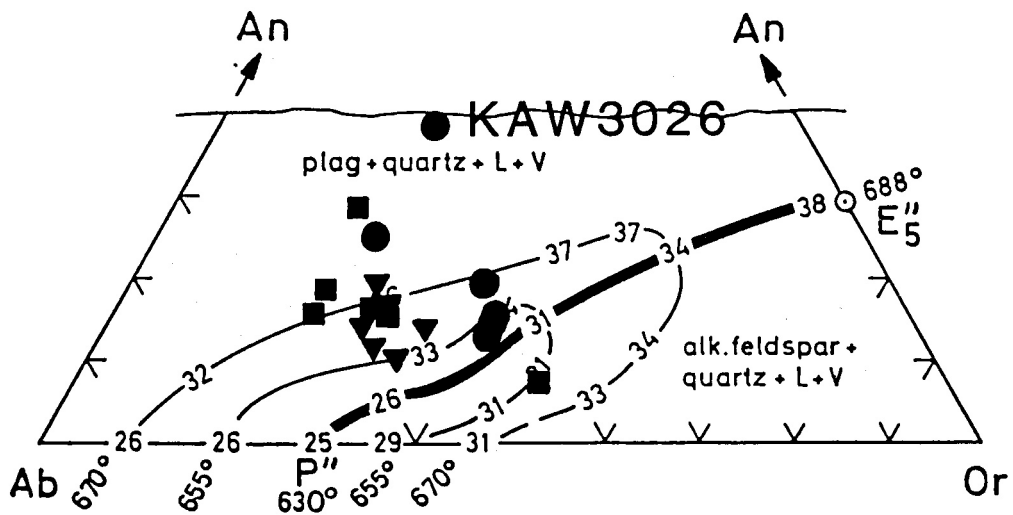 An An
KAW3026
plag+quartz+L+V
688°
E₅″
38
37 37
34
31
34
33
32
26
31
33
alk.feldspar+
quartz+L+V
26 26 25 29 31
Ab 670° 655° P″ 630° 655° 670° Or